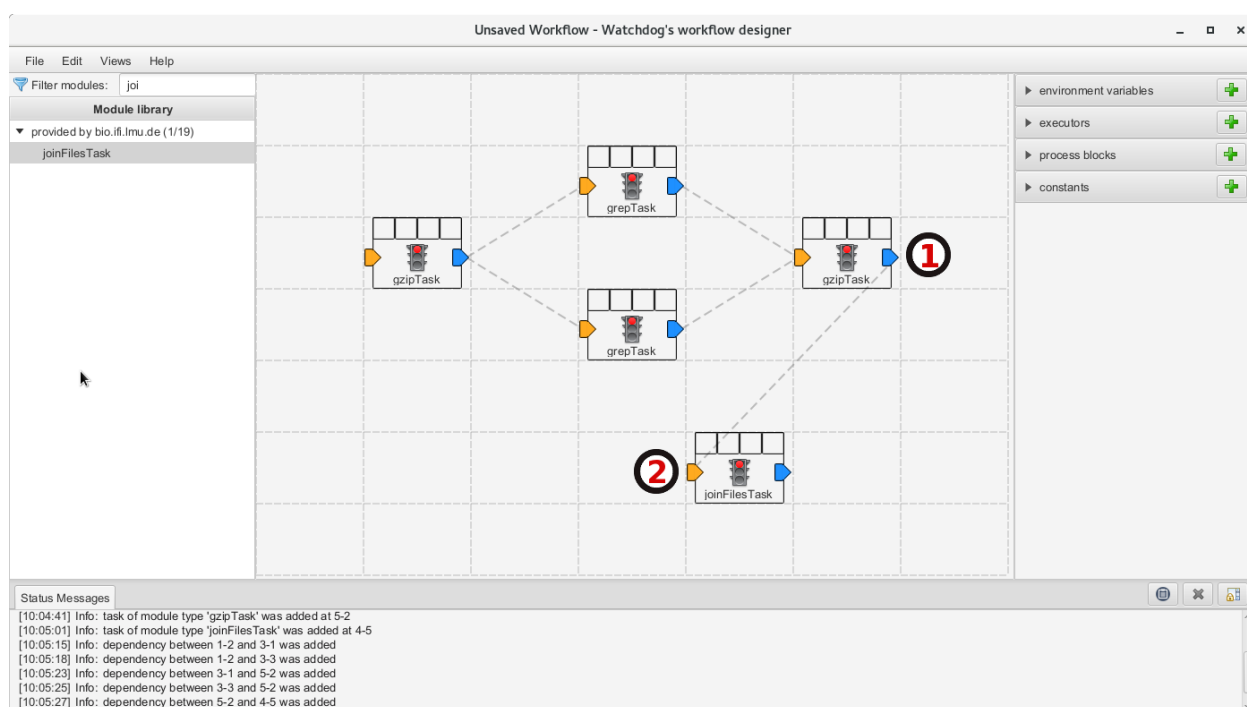 Unsaved Workflow - Watchdog's workflow designer
File Edit Views Help
Filter modules: joi
Module library
provided by bio.ifi.lmu.de (1/19)
joinFilesTask
grepTask
gzipTask
gzipTask
1
grepTask
2
joinFilesTask
environment variables
executors
process blocks
constants
Status Messages
[10:04:41] Info: task of module type 'gzipTask' was added at 5-2
[10:05:01] Info: task of module type 'joinFilesTask' was added at 4-5
[10:05:15] Info: dependency between 1-2 and 3-1 was added
[10:05:18] Info: dependency between 1-2 and 3-3 was added
[10:05:23] Info: dependency between 3-1 and 5-2 was added
[10:05:25] Info: dependency between 3-3 and 5-2 was added
[10:05:27] Info: dependency between 5-2 and 4-5 was added